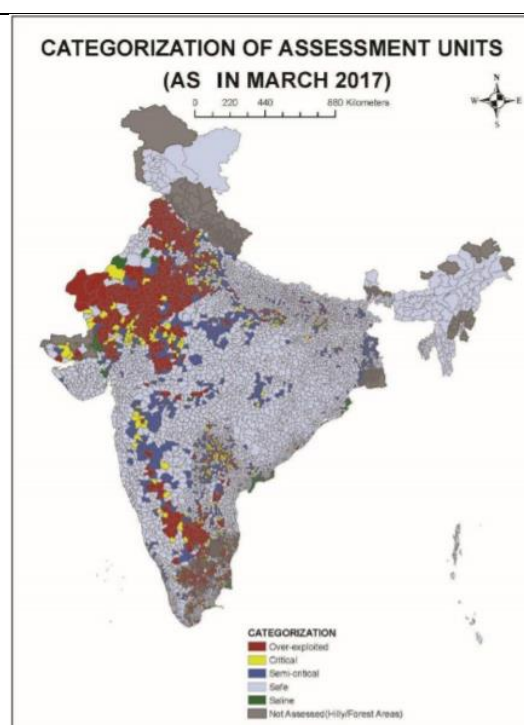 CATEGORIZATION OF ASSESSMENT UNITS
(AS IN MARCH 2017)
N
W E
S
0 220 440 880 Kilometers
CATEGORIZATION
Over-exploited
Critical
Semi-critical
Safe
Saline
Not Assessed(Hilly/Forest Areas)